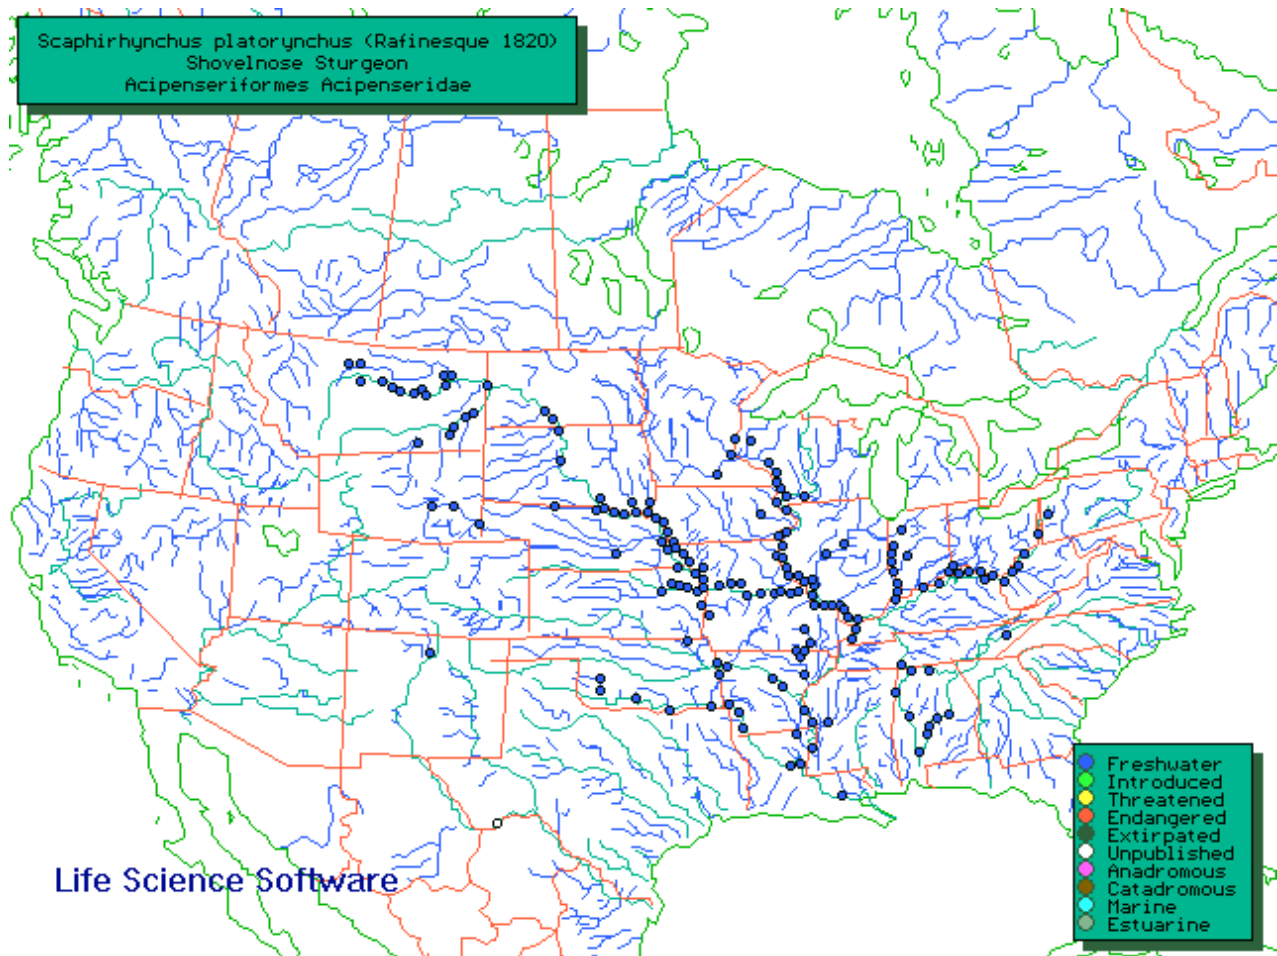 Scaphirhynchus platorynchus (Rafinesque 1820)
Shovelnose Sturgeon
Acipenseriformes Acipenseridae
Freshwater
Introduced
Threatened
Endangered
Extirpated
Unpublished
Anadromous
Catadromous
Marine
Estuarine
Life Science Software